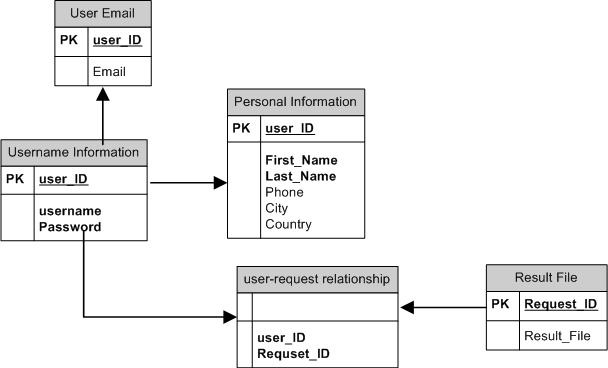 User Email
PK user_ID
Email
Personal Information
PK user_ID
First_Name
Last_Name
Phone
City
Country
Username Information
PK user_ID
username
Password
user-request relationship
user_ID
Requset_ID
Result File
PK Request_ID
Result_File